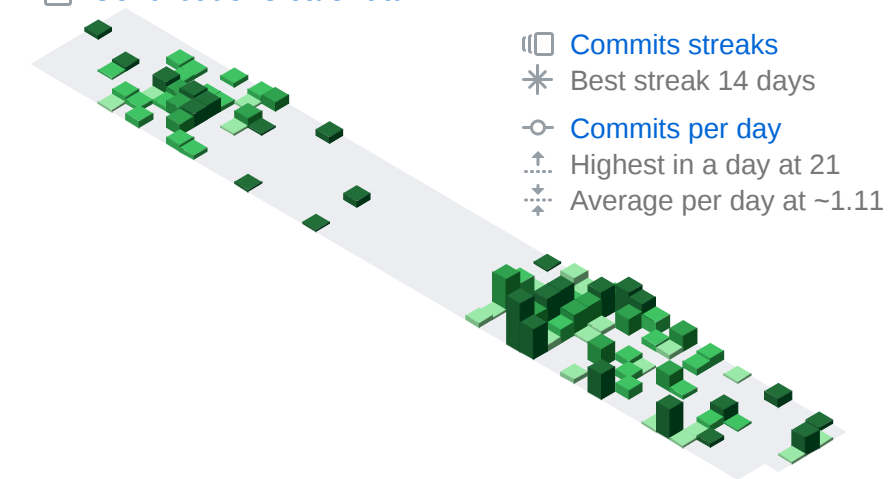 Commits streaks
Best streak 14 days
Commits per day
Highest in a day at 21
Average per day at ~1.11